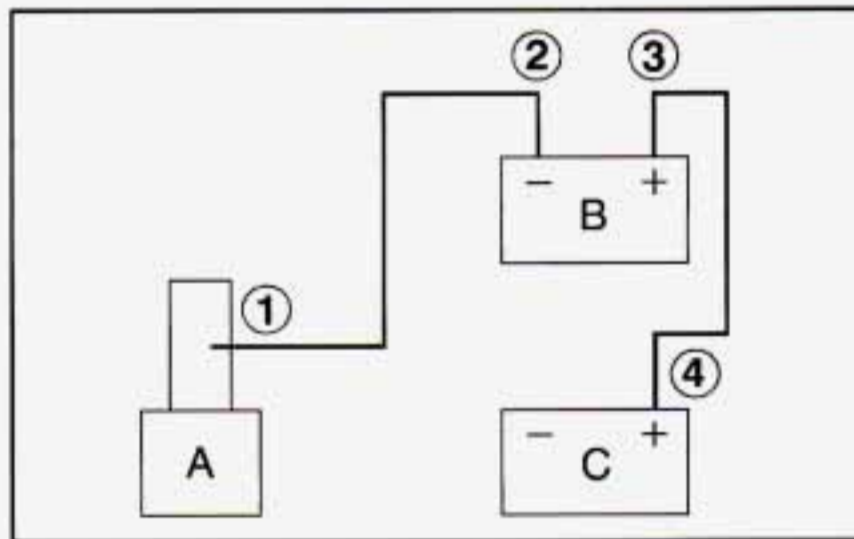 ② ③
− +
B
①
④
− +
A C